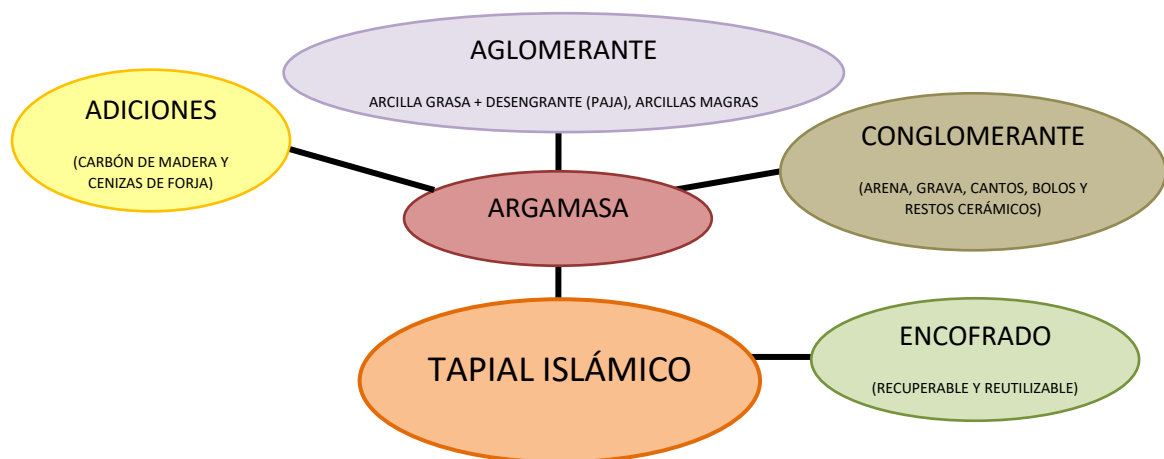 AGLOMERANTE
ARCILLA GRASA + DESENGRANTE (PAJA), ARCILLAS MAGRAS
ADICIONES
(CARBÓN DE MADERA Y
CENIZAS DE FORJA)
CONGLOMERANTE
(ARENA, GRAVA, CANTOS, BOLOS Y
RESTOS CERÁMICOS)
ARGAMASA
TAPIAL ISLÁMICO
ENCOFRADO
(RECUPERABLE Y REUTILIZABLE)